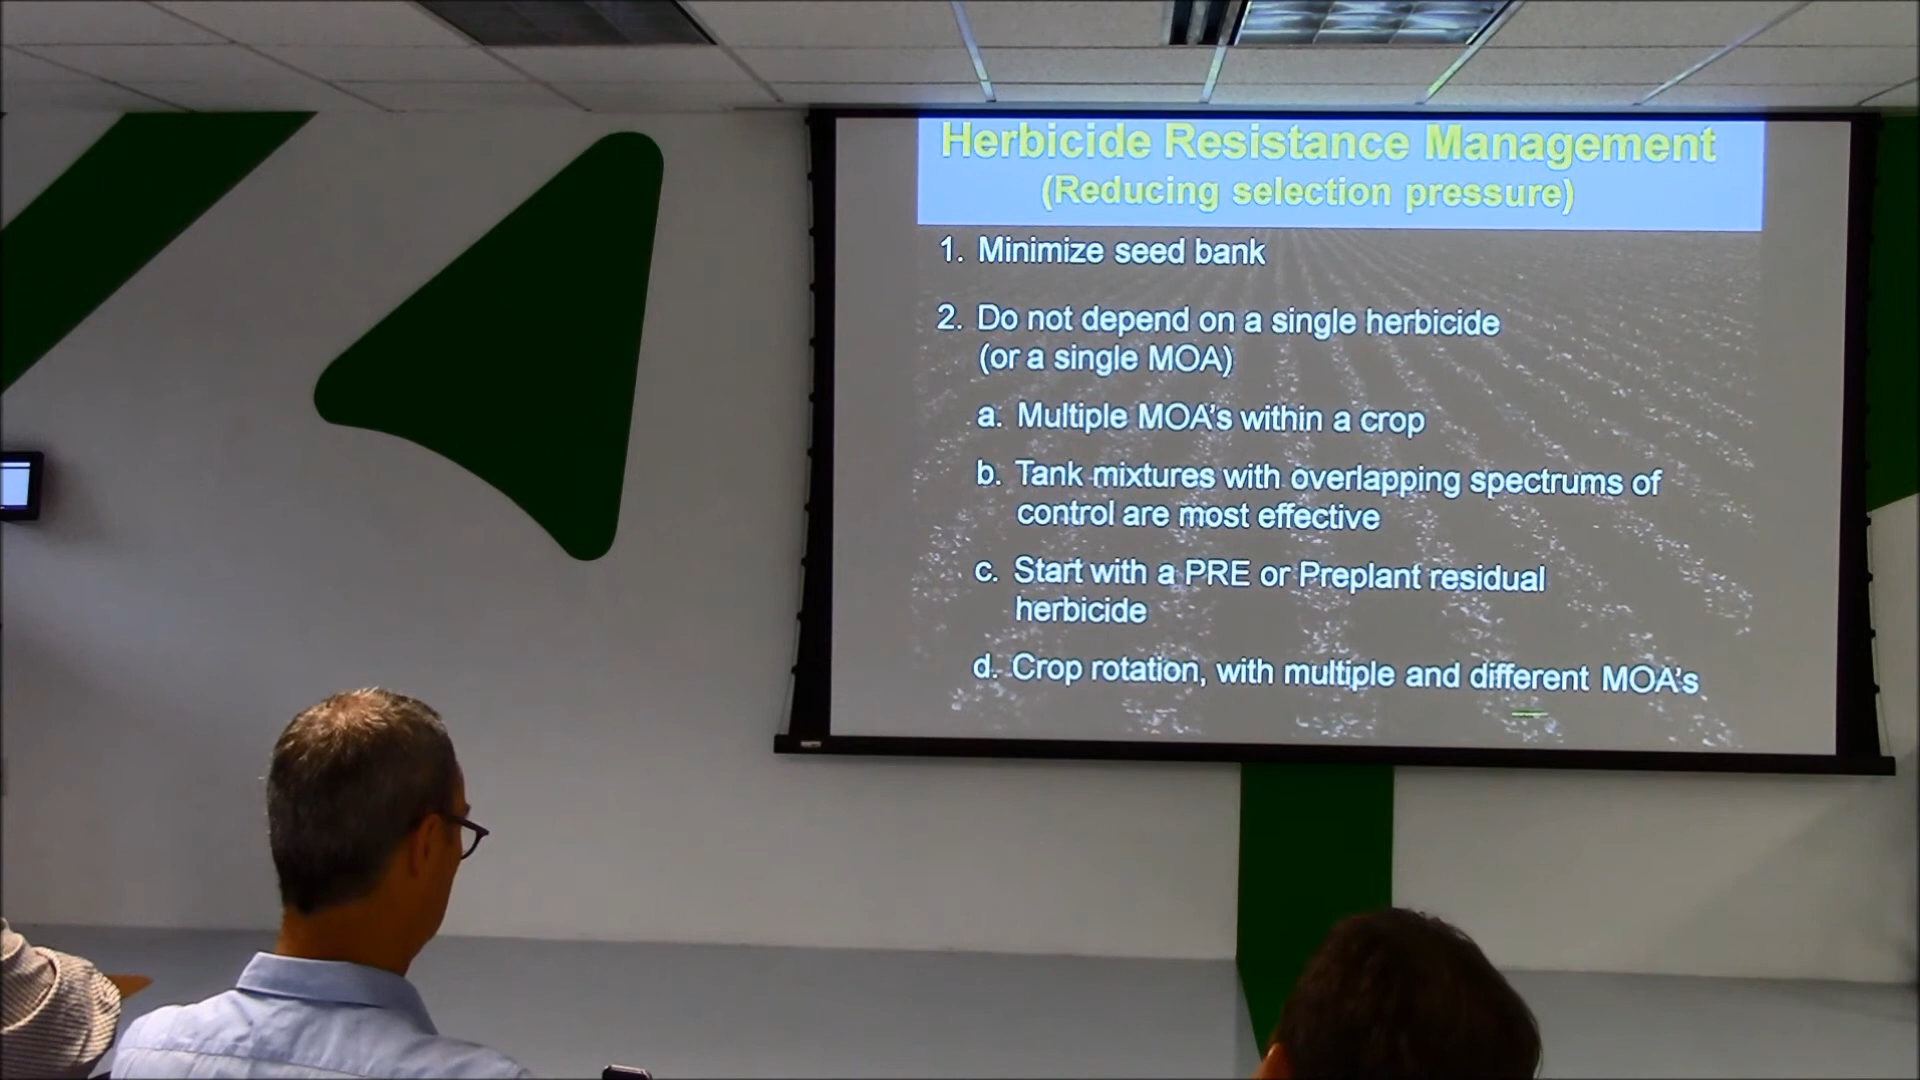 Herbicide Resistance Management
(Reducing selection pressure)
1. Minimize seed bank
2. Do not depend on a single herbicide
(or a single MOA)
a. Multiple MOA's within a crop
b. Tank mixtures with overlapping spectrums of
control are most effective
c. Start with a PRE or Preplant residual
herbicide
d. Crop rotation, with multiple and different MOA's